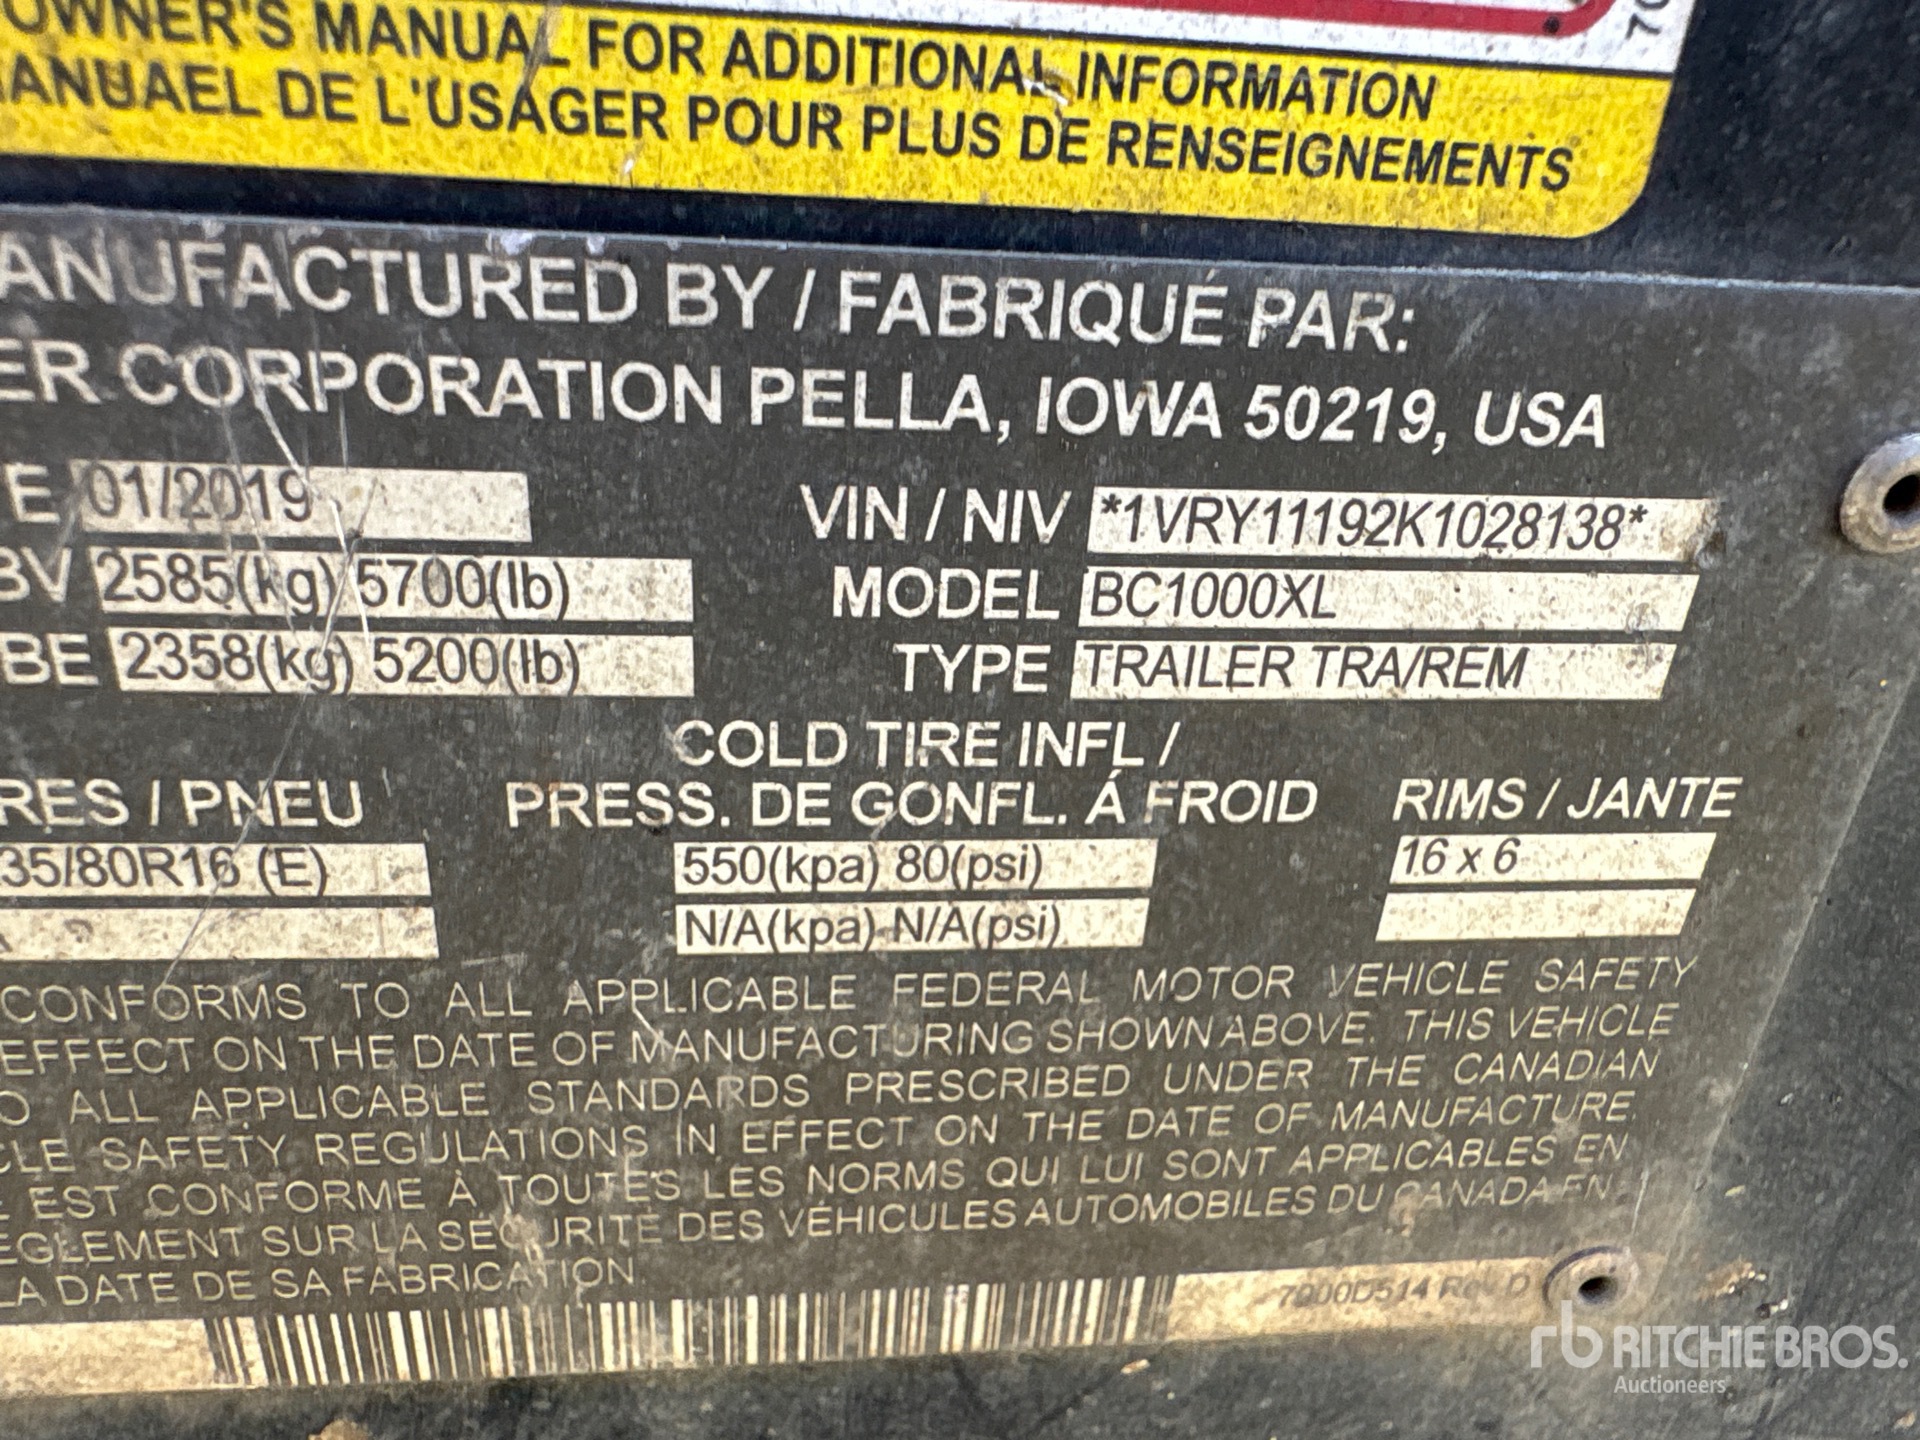 OWNER'S MANUAL FOR ADDITIONAL INFORMATION
MANUAEL DE L'USAGER POUR PLUS DE RENSEIGNEMENTS
ANUFACTURED BY / FABRIQUÉ PAR:
ER CORPORATION PELLA, IOWA 50219, USA
E 01/2019 VIN / NIV *1VRY11192K1028138*
BV 2585(kg) 5700(lb) MODEL BC1000XL
BE 2358(kg) 5200(lb) TYPE TRAILER TRA/REM
COLD TIRE INFL /
RES / PNEU PRESS. DE GONFL. Á FROID RIMS / JANTE
35/80R16 (E) 550(kpa) 80(psi) 16 x 6
N/A(kpa) N/A(psi)
CONFORMS TO ALL APPLICABLE FEDERAL MOTOR VEHICLE SAFETY
EFFECT ON THE DATE OF MANUFACTURING SHOWN ABOVE. THIS VEHICLE
O ALL APPLICABLE STANDARDS PRESCRIBED UNDER THE CANADIAN
CLE SAFETY REGULATIONS IN EFFECT ON THE DATE OF MANUFACTURE.
E EST CONFORME À TOUTES LES NORMS QUI LUI SONT APPLICABLES EN
ÈGLEMENT SUR LA SÉCURITÉ DES VÉHICULES AUTOMOBILES DU CANADA EN
LA DATE DE SA FABRICATION.
7000D514 Rev D
rb RITCHIE BROS.
Auctioneers